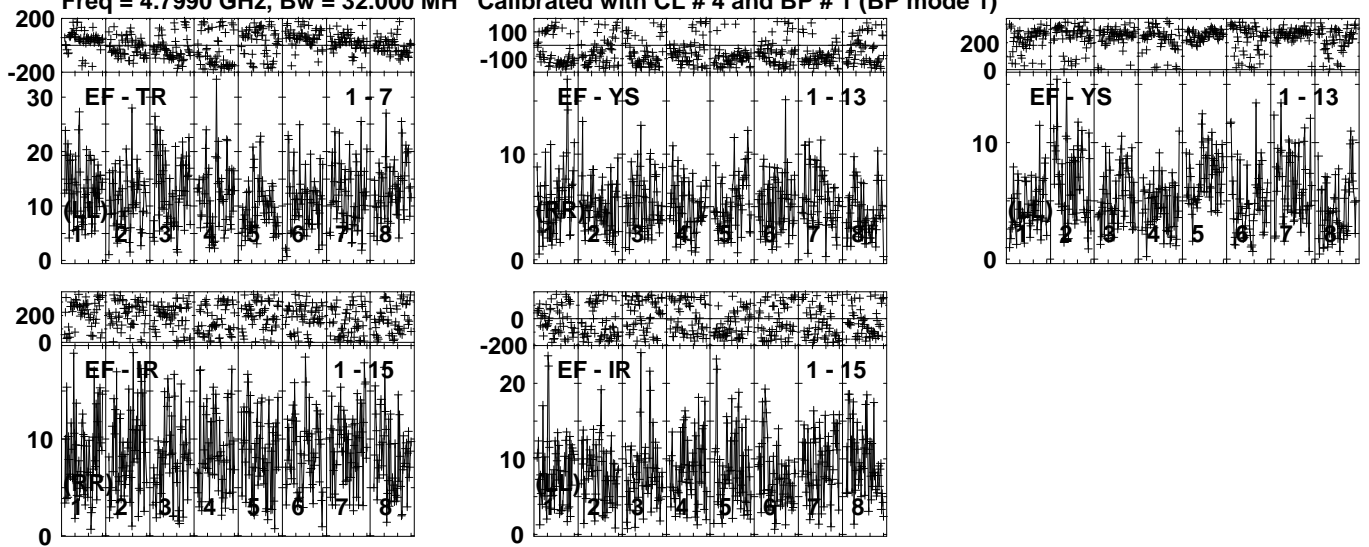 Freq = 4.7990 GHz, Bw = 32.000 MH Calibrated with CL # 4 and BP # 1 (BP mode 1)
200
-200
EF - TR 1 - 7
30
20
10
0
(LL)
1 2 3 4 5 6 7 8
100
-100
EF - YS 1 - 13
10
0
(RR)
1 2 3 4 5 6 7 8
200
0
EF - YS 1 - 13
10
0
(LL)
1 2 3 4 5 6 7 8
200
0
EF - IR 1 - 15
10
0
(RR)
1 2 3 4 5 6 7 8
0
-200
EF - IR 1 - 15
20
10
0
(LL)
1 2 3 4 5 6 7 8